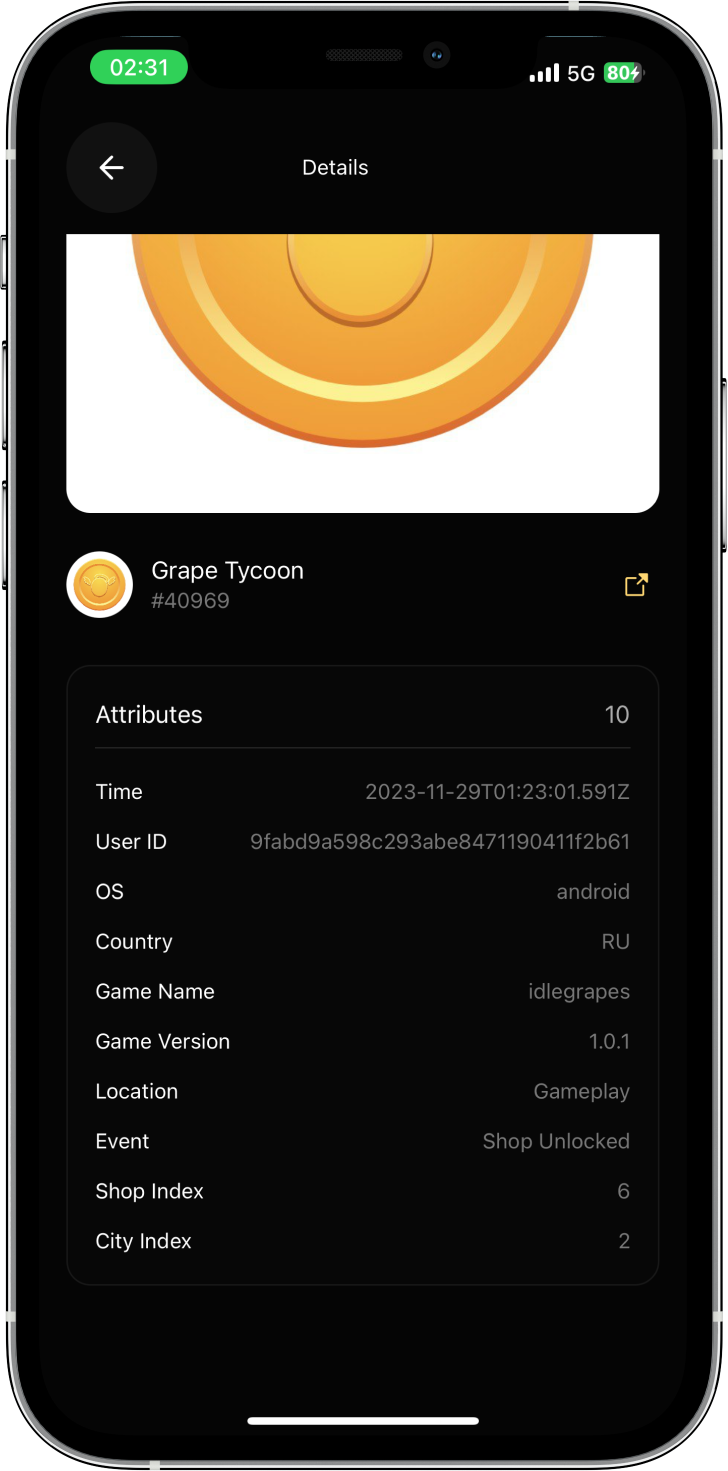 02:31
5G 80
Details
Grape Tycoon
#40969
Attributes 10
Time 2023-11-29T01:23:01.591Z
User ID 9fabd9a598c293abe8471190411f2b61
OS android
Country RU
Game Name idlegrapes
Game Version 1.0.1
Location Gameplay
Event Shop Unlocked
Shop Index 6
City Index 2